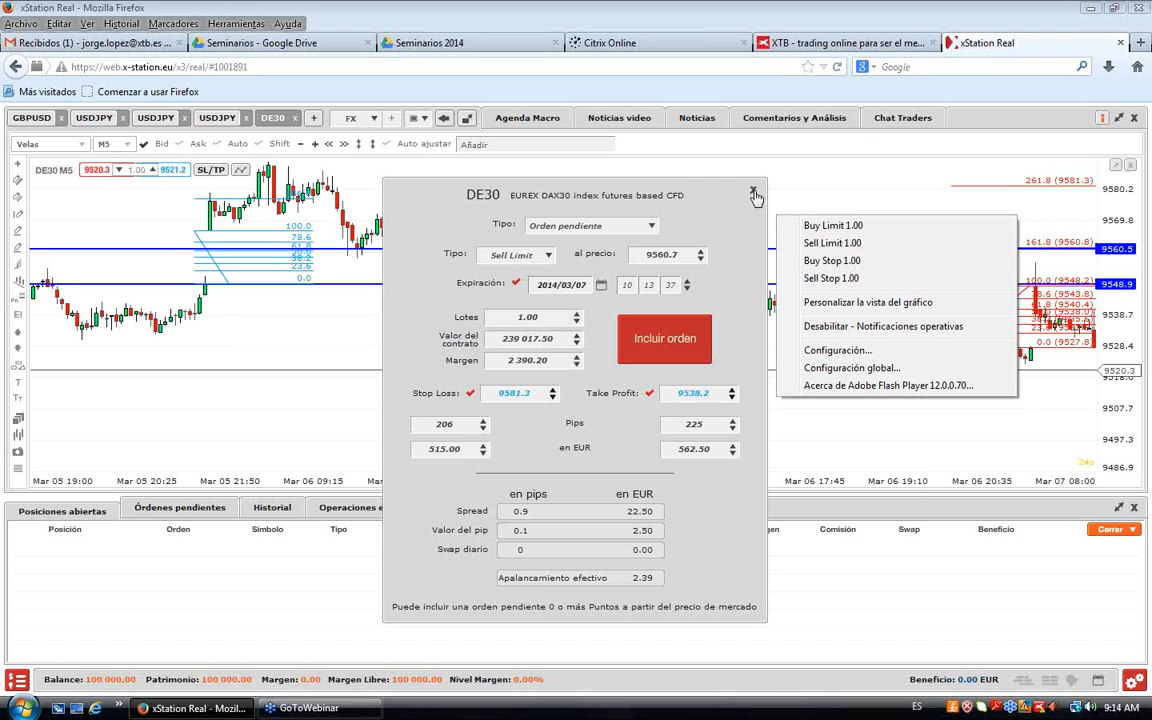 xStation Real - Mozilla Firefox
Archivo Editar Ver Historial Marcadores Herramientas Ayuda
Recibidos (1) - jorge.lopez@xtb.es ...
Seminarios - Google Drive
Seminarios 2014
Citrix Online
XTB - trading online para ser el me...
xStation Real
https://web.x-station.eu/x3/real/#1001891
Google
Más visitados
Comenzar a usar Firefox
GBPUSD x USDJPY x USDJPY x USDJPY x DE30 x +
FX
Agenda Macro
Noticias video
Noticias
Comentarios y Análisis
Chat Traders
Velas M5 Bid Ask Auto Shift Auto ajustar Añadir
DE30 M5 9520.3 1.00 9521.2 SL/TP
100.0
78.6
61.8
38.2
23.6
0.0
DE30 EUREX DAX30 index futures based CFD
Tipo: Orden pendiente
Tipo: Sell Limit al precio: 9560.7
Expiración: 2014/03/07 10 13 37
Lotes 1.00
Valor del contrato 239 017.50
Margen 2 390.20
Incluir orden
Stop Loss: 9581.3 Take Profit: 9538.2
206 Pips 225
515.00 en EUR 562.50
en pips en EUR
Spread 0.9 22.50
Valor del pip 0.1 2.50
Swap diario 0 0.00
Apalancamiento efectivo 2.39
Puede incluir una orden pendiente 0 o más Puntos a partir del precio de mercado
Buy Limit 1.00
Sell Limit 1.00
Buy Stop 1.00
Sell Stop 1.00
Personalizar la vista del gráfico
Desabilitar - Notificaciones operativas
Configuración...
Configuración global...
Acerca de Adobe Flash Player 12.0.0.70...
261.8 (9581.3)
161.8 (9560.8)
100.0 (9548.2)
78.6 (9543.8)
61.8 (9540.4)
0.0 (9527.8)
9580.2
9569.8
9560.5
9548.9
9538.7
9528.4
9520.3
9507.7
9497.3
9486.9
24s
Mar 05 19:00 Mar 05 20:25 Mar 05 21:50 Mar 06 17:45 Mar 06 19:10 Mar 06 20:35 Mar 07 08:00
Posiciones abiertas
Órdenes pendientes
Historial
Operaciones e
Posición Orden Símbolo Tipo Comisión Swap Beneficio Cerrar
Balance: 100 000.00 Patrimonio: 100 000.00 Margen: 0.00 Margen Libre: 100 000.00 Nivel Margen: 0.00% Beneficio: 0.00 EUR
xStation Real - Mozil...
GoToWebinar
ES
9:14 AM